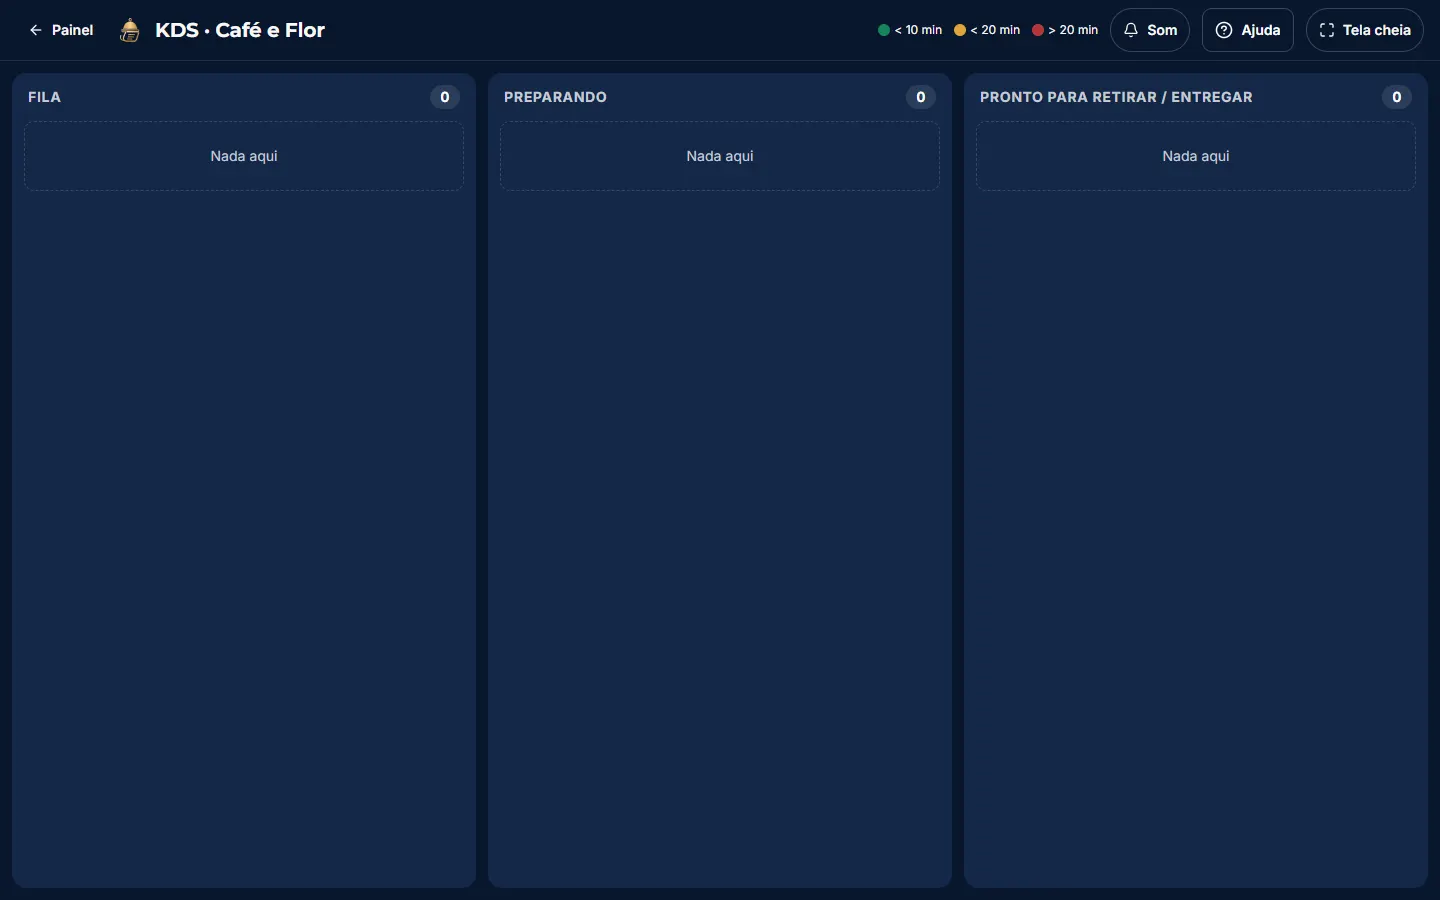 Painel
KDS · Café e Flor
< 10 min
< 20 min
> 20 min
Som
Ajuda
Tela cheia
FILA
0
Nada aqui
PREPARANDO
0
Nada aqui
PRONTO PARA RETIRAR / ENTREGAR
0
Nada aqui